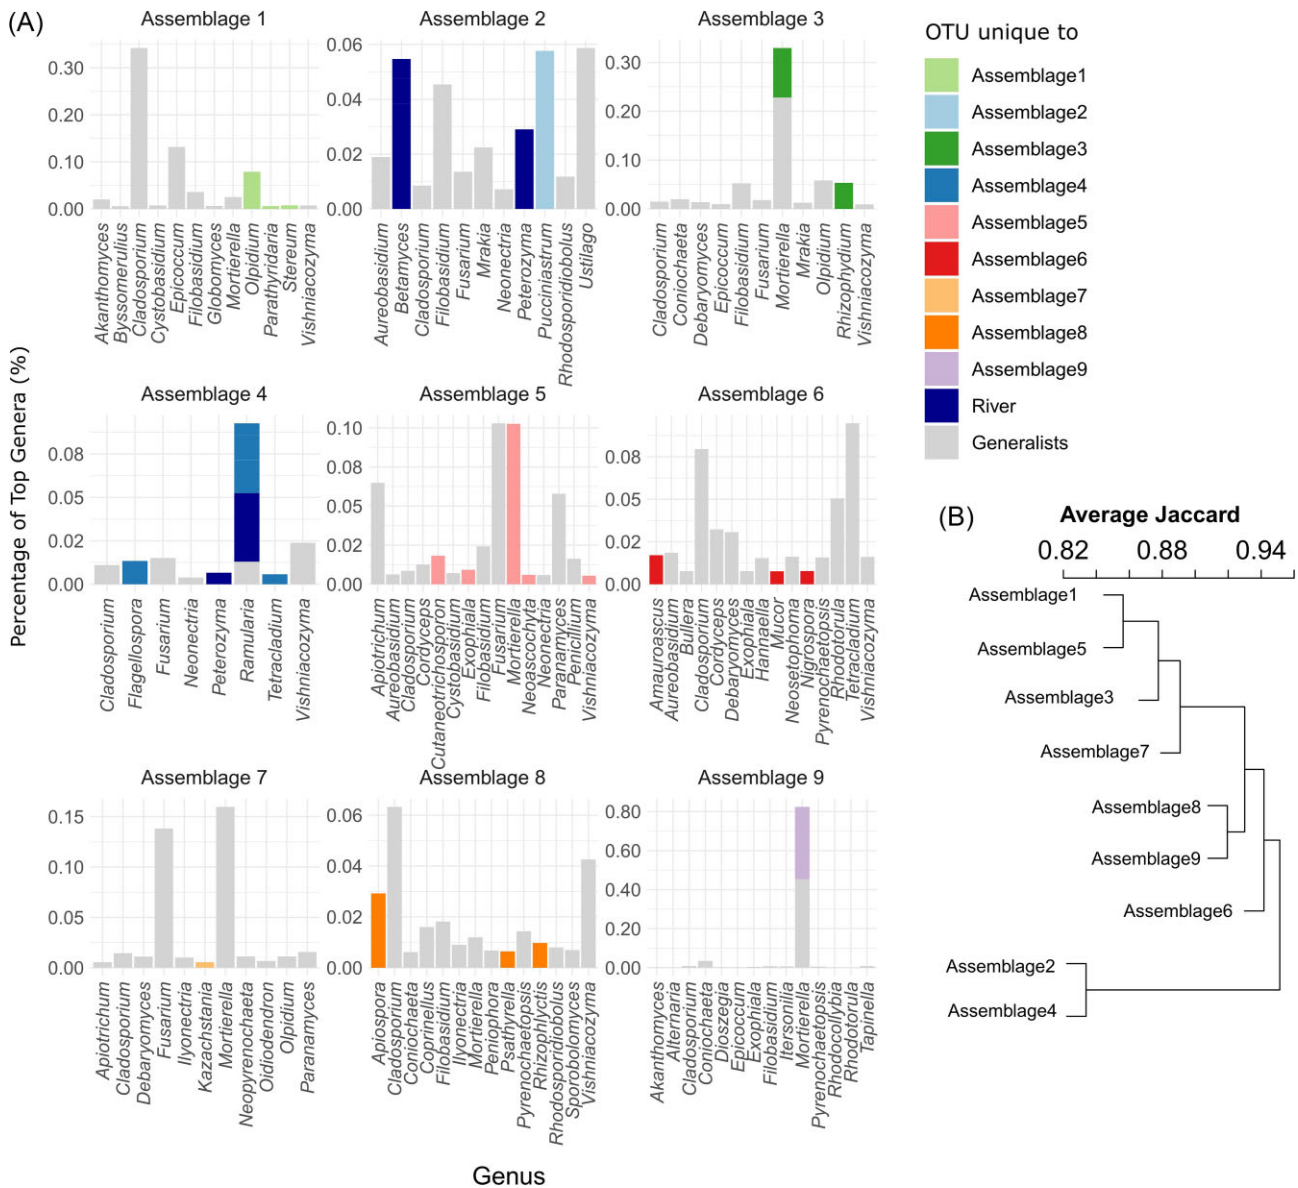 (A)
Assemblage 1
Assemblage 2
Assemblage 3
0.30
0.20
0.10
0.00
0.06
0.04
0.02
0.00
0.30
0.20
0.10
0.00
Akanthomyces
Byssomerulius
Cladosporium
Cystobasidium
Epicoccum
Filobasidium
Globomyces
Mortierella
Olpidium
Parathyridaria
Stereum
Vishniacozyma
Aureobasidium
Betamyces
Cladosporium
Filobasidium
Fusarium
Mrakia
Neonectria
Peterozyma
Pucciniastrum
Rhodosporidiobolus
Ustilago
Cladosporium
Coniochaeta
Debaryomyces
Epicoccum
Filobasidium
Fusarium
Mortierella
Mrakia
Olpidium
Rhizophydium
Vishniacozyma
Percentage of Top Genera (%)
Assemblage 4
Assemblage 5
Assemblage 6
0.08
0.05
0.02
0.00
0.10
0.08
0.05
0.02
0.00
0.08
0.05
0.02
0.00
Cladosporium
Flagellospora
Fusarium
Neonectria
Peterozyma
Ramularia
Tetracladium
Vishniacozyma
Apiotrichum
Aureobasidium
Cladosporium
Cordyceps
Cutaneotrichosporon
Cystobasidium
Exophiala
Filobasidium
Fusarium
Mortierella
Neoascochyta
Neonectria
Paranamyces
Penicillium
Vishniacozyma
Amauroascus
Aureobasidium
Bullera
Cladosporium
Cordyceps
Debaryomyces
Exophiala
Hannaella
Mucor
Neosetophoma
Nigrospora
Pyrenochaetopsis
Rhodotorula
Tetracladium
Vishniacozyma
Assemblage 7
Assemblage 8
Assemblage 9
0.15
0.10
0.05
0.00
0.06
0.04
0.02
0.00
0.80
0.60
0.40
0.20
0.00
Apiotrichum
Cladosporium
Debaryomyces
Fusarium
Ilyonectria
Kazachstania
Mortierella
Neopyrenochaeta
Oidiodendron
Olpidium
Paranamyces
Apiospora
Cladosporium
Coniochaeta
Coprinellus
Filobasidium
Ilyonectria
Mortierella
Peniophora
Psathyrella
Pyrenochaetopsis
Rhizophlyctis
Rhodosporidiobolus
Sporobolomyces
Vishniacozyma
Akanthomyces
Alternaria
Cladosporium
Coniochaeta
Dioszegia
Epicoccum
Exophiala
Filobasidium
Itersonilia
Mortierella
Pyrenochaetopsis
Rhodocollybia
Rhodotorula
Tapinella
Genus
OTU unique to
Assemblage1
Assemblage2
Assemblage3
Assemblage4
Assemblage5
Assemblage6
Assemblage7
Assemblage8
Assemblage9
River
Generalists
(B)
Average Jaccard
0.82 0.88 0.94
Assemblage1
Assemblage5
Assemblage3
Assemblage7
Assemblage8
Assemblage9
Assemblage6
Assemblage2
Assemblage4